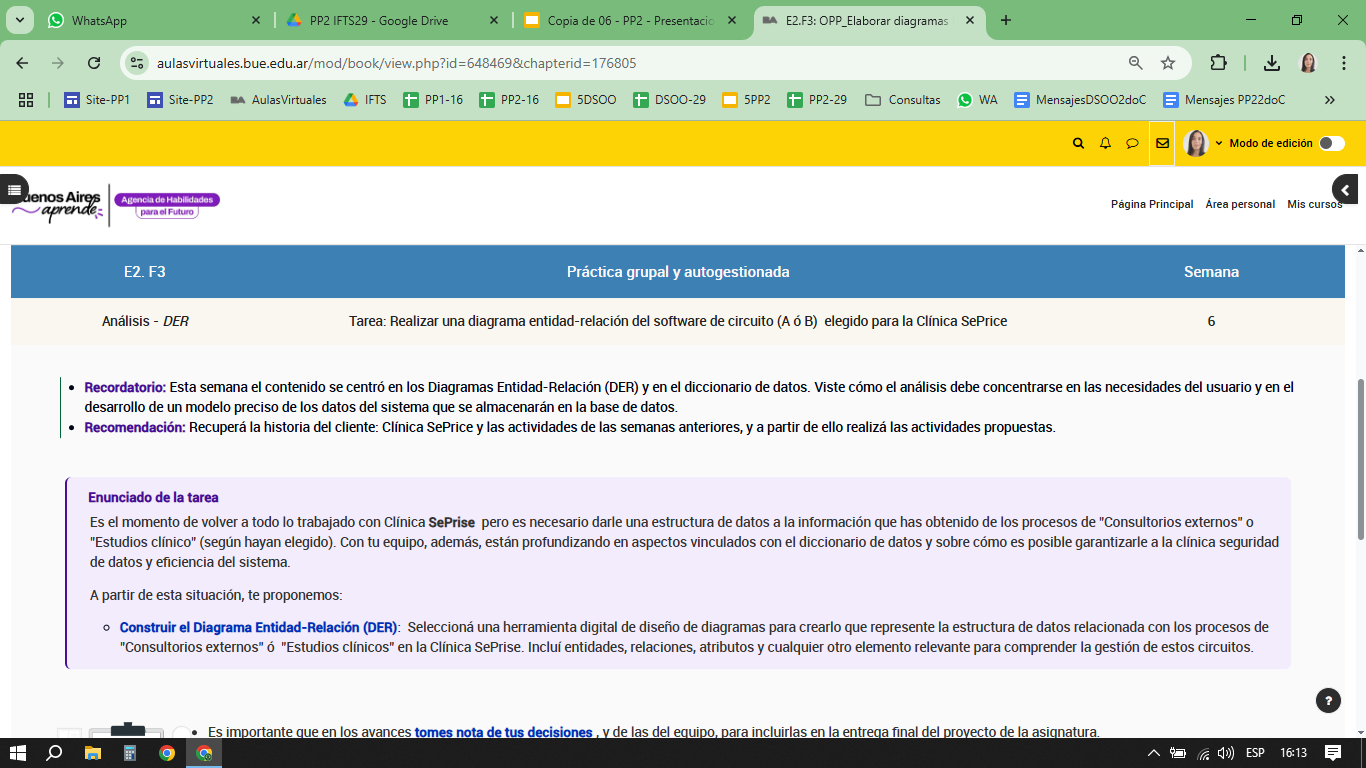 WhatsApp
PP2 IFTS29 - Google Drive
Copia de 06 - PP2 - Presentacio
E2.F3: OPP_Elaborar diagramas
aulasvirtuales.bue.edu.ar/mod/book/view.php?id=648469&chapterid=176805
Site-PP1
Site-PP2
AulasVirtuales
IFTS
PP1-16
PP2-16
5DSOO
DSOO-29
5PP2
PP2-29
Consultas
WA
MensajesDSOO2doC
Mensajes PP22doC
Modo de edición
uenos Aires
aprende
Agencia de Habilidades
para el Futuro
Página Principal
Área personal
Mis cursos
E2. F3
Práctica grupal y autogestionada
Semana
Análisis - DER
Tarea: Realizar una diagrama entidad-relación del software de circuito (A ó B) elegido para la Clínica SePrice
6
Recordatorio: Esta semana el contenido se centró en los Diagramas Entidad-Relación (DER) y en el diccionario de datos. Viste cómo el análisis debe concentrarse en las necesidades del usuario y en el
desarrollo de un modelo preciso de los datos del sistema que se almacenarán en la base de datos.
Recomendación: Recuperá la historia del cliente: Clínica SePrice y las actividades de las semanas anteriores, y a partir de ello realizá las actividades propuestas.
Enunciado de la tarea
Es el momento de volver a todo lo trabajado con Clínica SePrise pero es necesario darle una estructura de datos a la información que has obtenido de los procesos de "Consultorios externos" o
"Estudios clínico" (según hayan elegido). Con tu equipo, además, están profundizando en aspectos vinculados con el diccionario de datos y sobre cómo es posible garantizarle a la clínica seguridad
de datos y eficiencia del sistema.
A partir de esta situación, te proponemos:
Construir el Diagrama Entidad-Relación (DER): Seleccioná una herramienta digital de diseño de diagramas para crearlo que represente la estructura de datos relacionada con los procesos de
"Consultorios externos" ó "Estudios clínicos" en la Clínica SePrise. Incluí entidades, relaciones, atributos y cualquier otro elemento relevante para comprender la gestión de estos circuitos.
?
Es importante que en los avances tomes nota de tus decisiones , y de las del equipo, para incluirlas en la entrega final del proyecto de la asignatura.
ESP
16:13